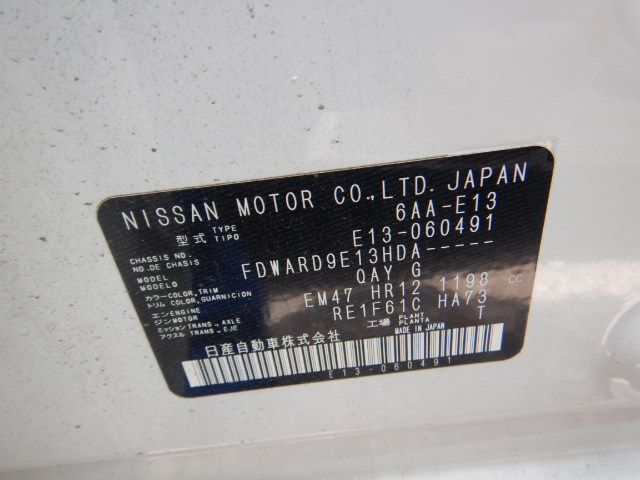 NISSAN MOTOR CO.,LTD. JAPAN
型式 TYPE TIPO 6AA-E13
CHASSIS NO. NO. DE CHASIS E13-060491
MODEL MODELO FDWARD9E13HDA-----
カラー COLOR, TRIM トリム COLOR, GUARNICION QAY G
エンジン ENGINE MOTOR EM47 HR12 1198 CC
ミッション TRANS. アクスル AXLE TRANS. EJE RE1F61C HA73
工場 PLANTA PLANTA T
日産自動車株式会社 MADE IN JAPAN
E13-060491